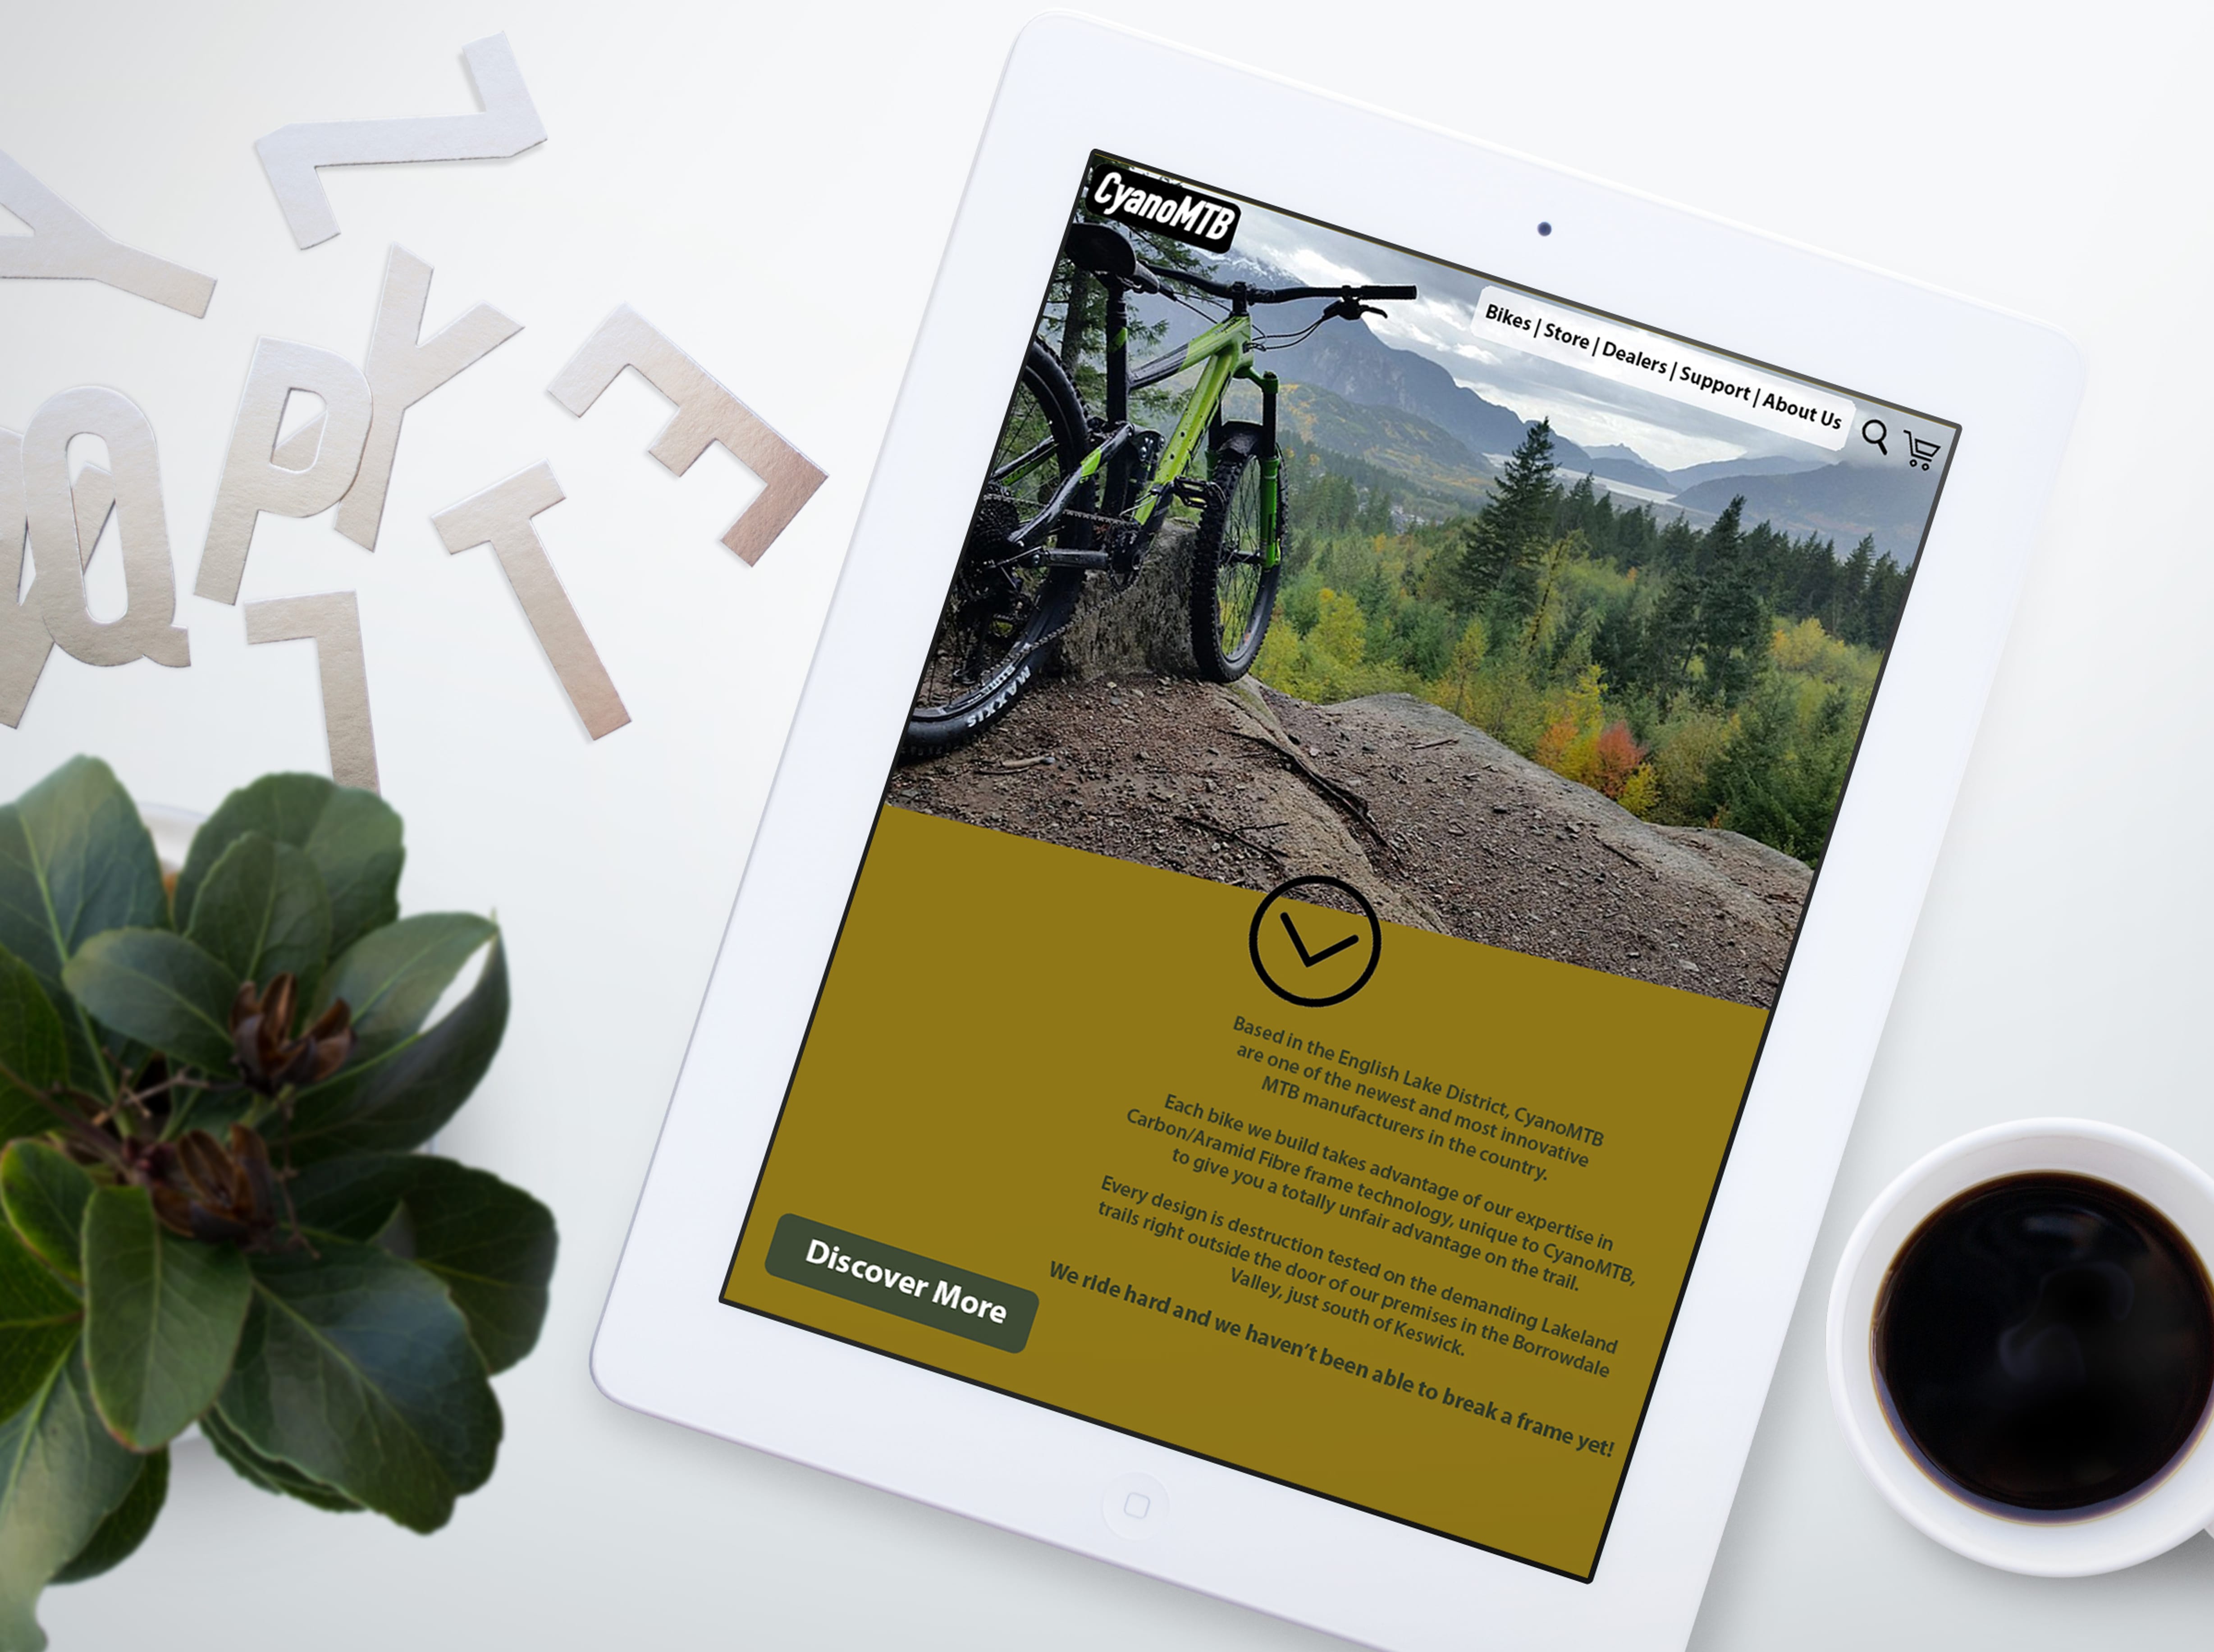 CyanoMTB
Bikes | Store | Dealers | Support | About Us
MAXXIS
Based in the English Lake District, CyanoMTB
are one of the newest and most innovative
MTB manufacturers in the country.
Each bike we build takes advantage of our expertise in
Carbon/Aramid Fibre frame technology, unique to CyanoMTB,
to give you a totally unfair advantage on the trail.
Every design is destruction tested on the demanding Lakeland
trails right outside the door of our premises in the Borrowdale
Valley, just south of Keswick.
We ride hard and we haven't been able to break a frame yet!
Discover More
Z
Y
P
Y
E
Q
T
L